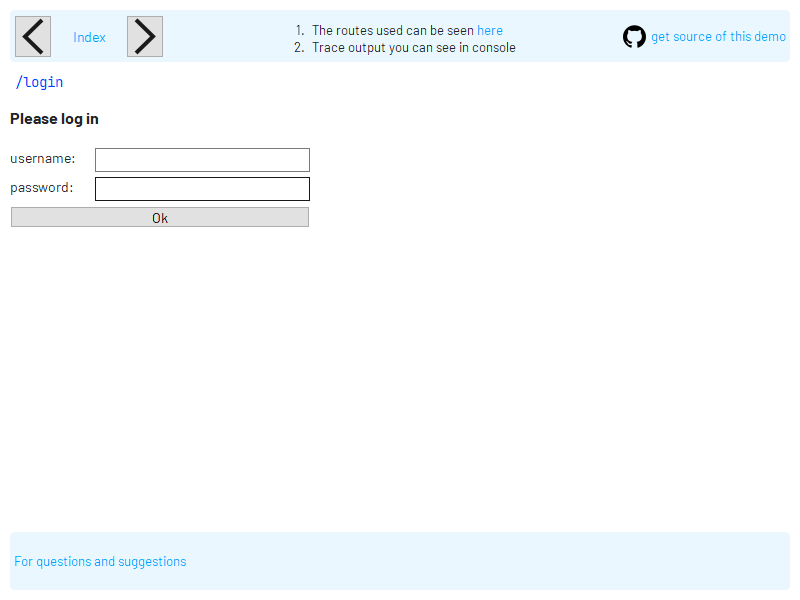 Index
1. The routes used can be seen here
2. Trace output you can see in console
get source of this demo
/login
Please log in
username:
password:
Ok
For questions and suggestions